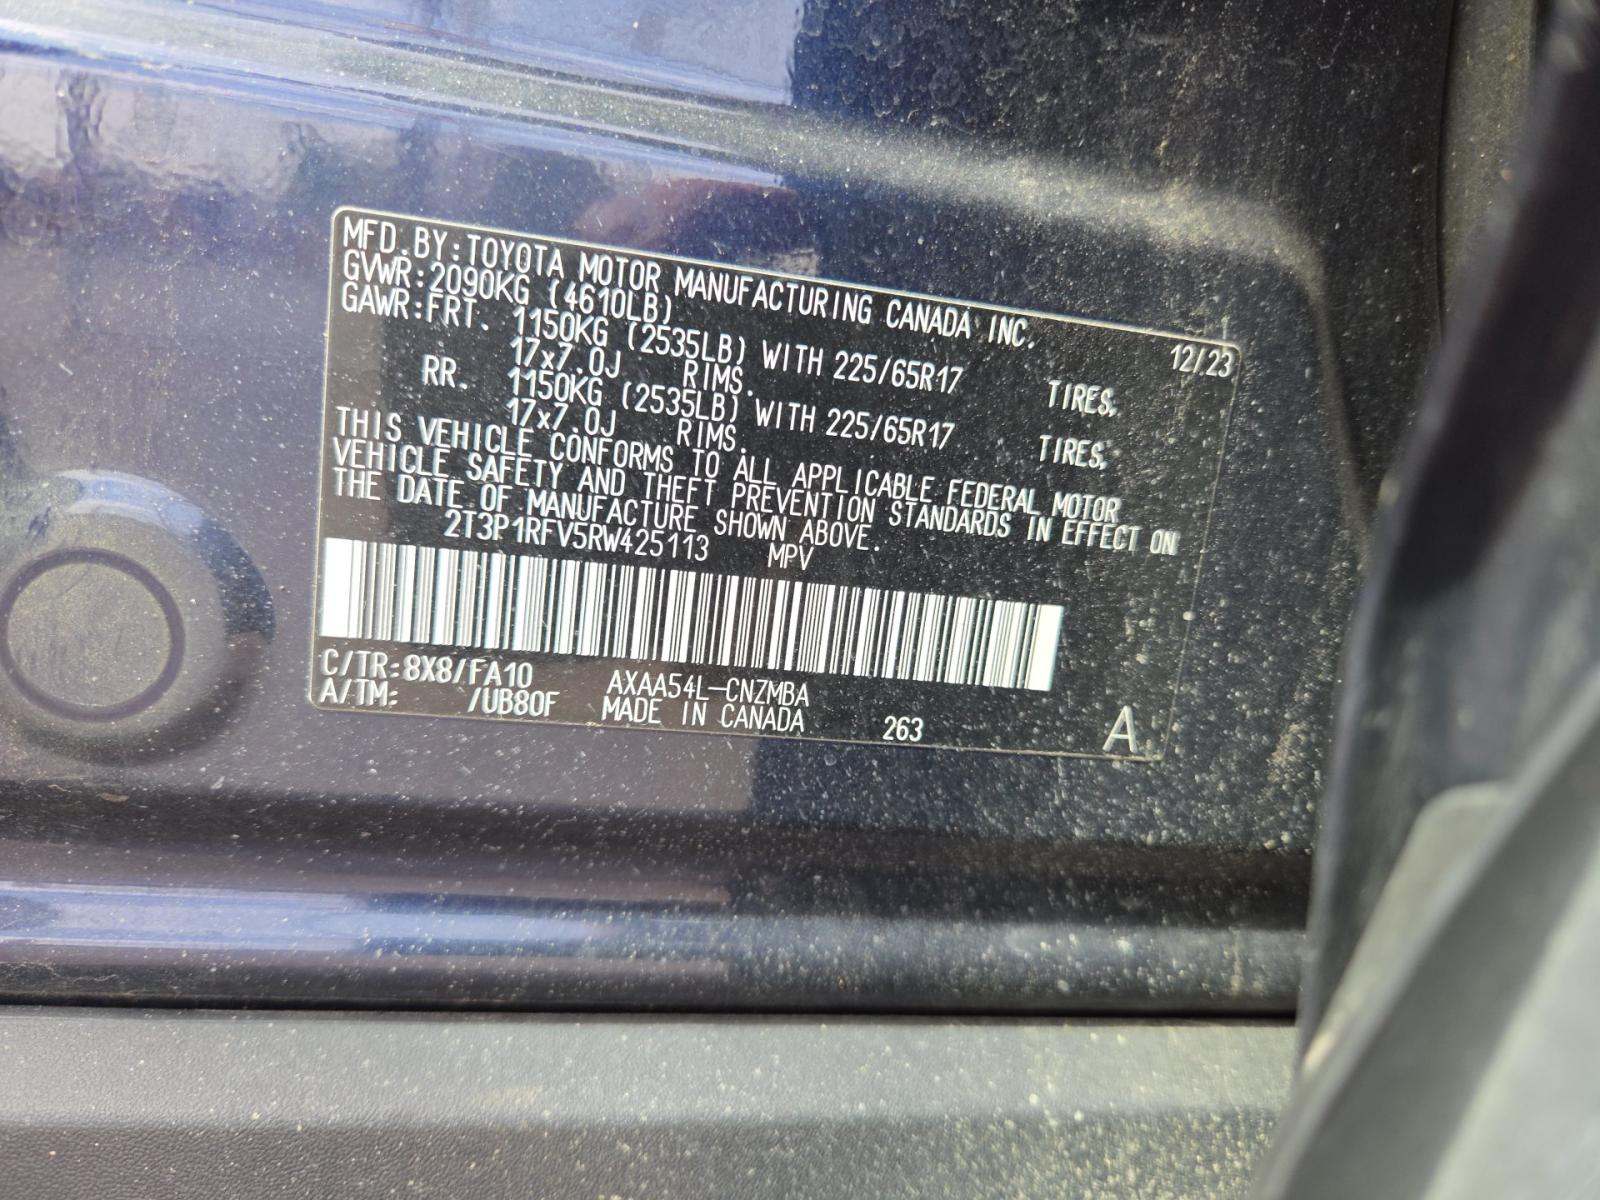 MFD.BY:TOYOTA MOTOR MANUFACTURING CANADA INC. 12/23
GVWR:2090KG (4610LB)
GAWR:FRT. 1150KG (2535LB) WITH 225/65R17 TIRES,
17x7.0J RIMS.
RR. 1150KG (2535LB) WITH 225/65R17 TIRES,
17x7.0J RIMS.
THIS VEHICLE CONFORMS TO ALL APPLICABLE FEDERAL MOTOR
VEHICLE SAFETY AND THEFT PREVENTION STANDARDS IN EFFECT ON
THE DATE OF MANUFACTURE SHOWN ABOVE.
2T3P1RFV5RW425113 MPV
C/TR:8X8/FA10 AXAA54L-CNZMBA
A/TM: /UB80F MADE IN CANADA 263 A